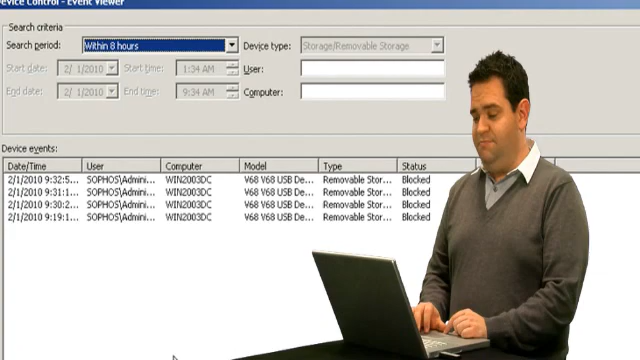 Device Control - Event Viewer
Search criteria
Search period: Within 8 hours Device type: Storage/Removable Storage
Start date: 2/ 1/2010 Start time: 1:34 AM User:
End date: 2/ 1/2010 End time: 9:34 AM Computer:
Device events:
Date/Time User Computer Model Type Status
2/1/2010 9:32:5... SOPHOS\Admini... WIN2003DC V68 V68 USB De... Removable Stor... Blocked
2/1/2010 9:31:1... SOPHOS\Admini... WIN2003DC V68 V68 USB De... Removable Stor... Blocked
2/1/2010 9:30:2... SOPHOS\Admini... WIN2003DC V68 V68 USB De... Removable Stor... Blocked
2/1/2010 9:19:1... SOPHOS\Admini... WIN2003DC V68 V68 USB De... Removable Stor... Blocked